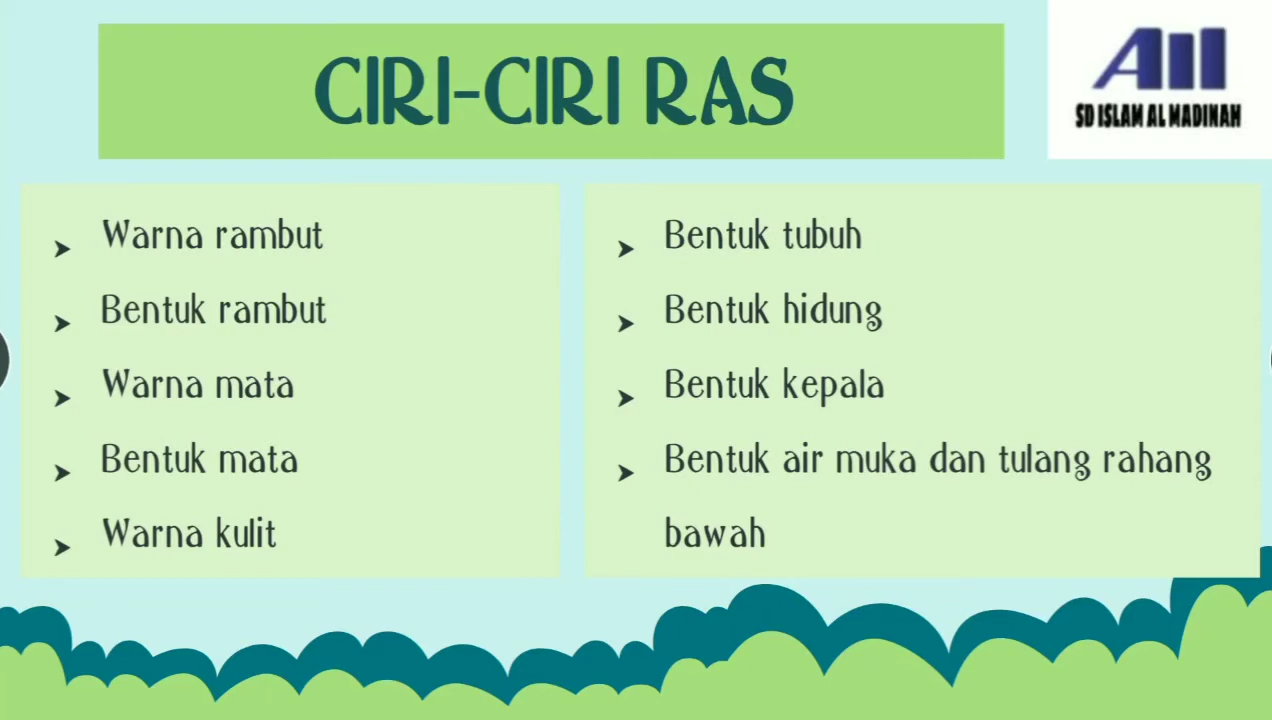 CIRI-CIRI RAS
SD ISLAM AL MADINAH
Warna rambut
Bentuk rambut
Warna mata
Bentuk mata
Warna kulit
Bentuk tubuh
Bentuk hidung
Bentuk kepala
Bentuk air muka dan tulang rahang
bawah